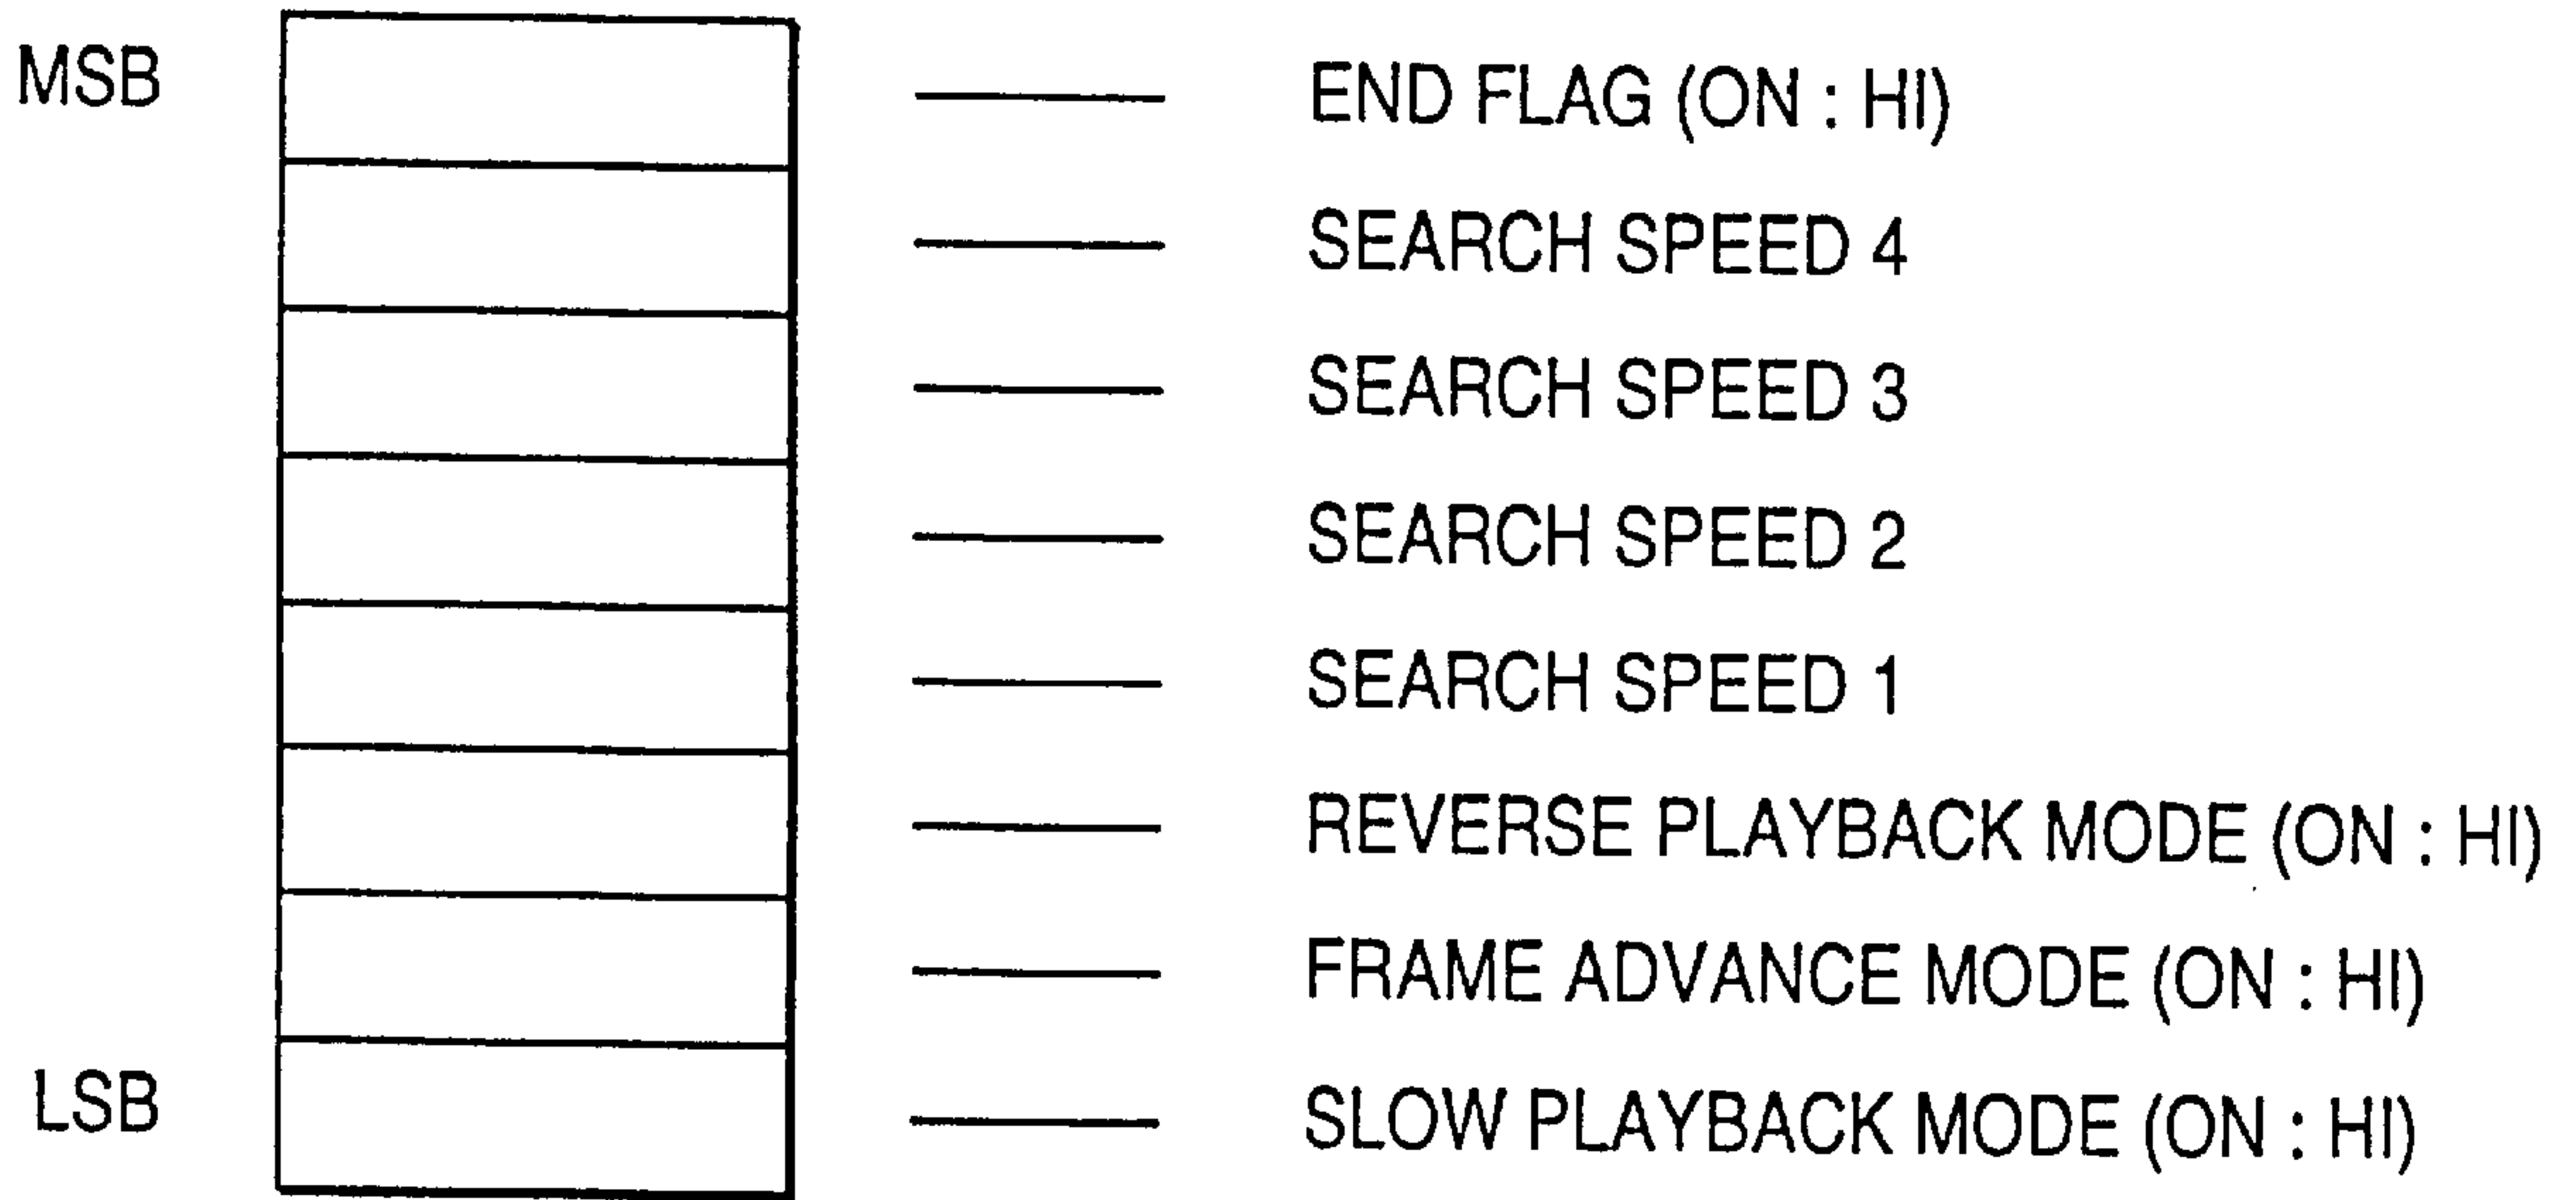 MSB END FLAG (ON : HI)
SEARCH SPEED 4
SEARCH SPEED 3
SEARCH SPEED 2
SEARCH SPEED 1
REVERSE PLAYBACK MODE (ON : HI)
FRAME ADVANCE MODE (ON : HI)
LSB SLOW PLAYBACK MODE (ON : HI)